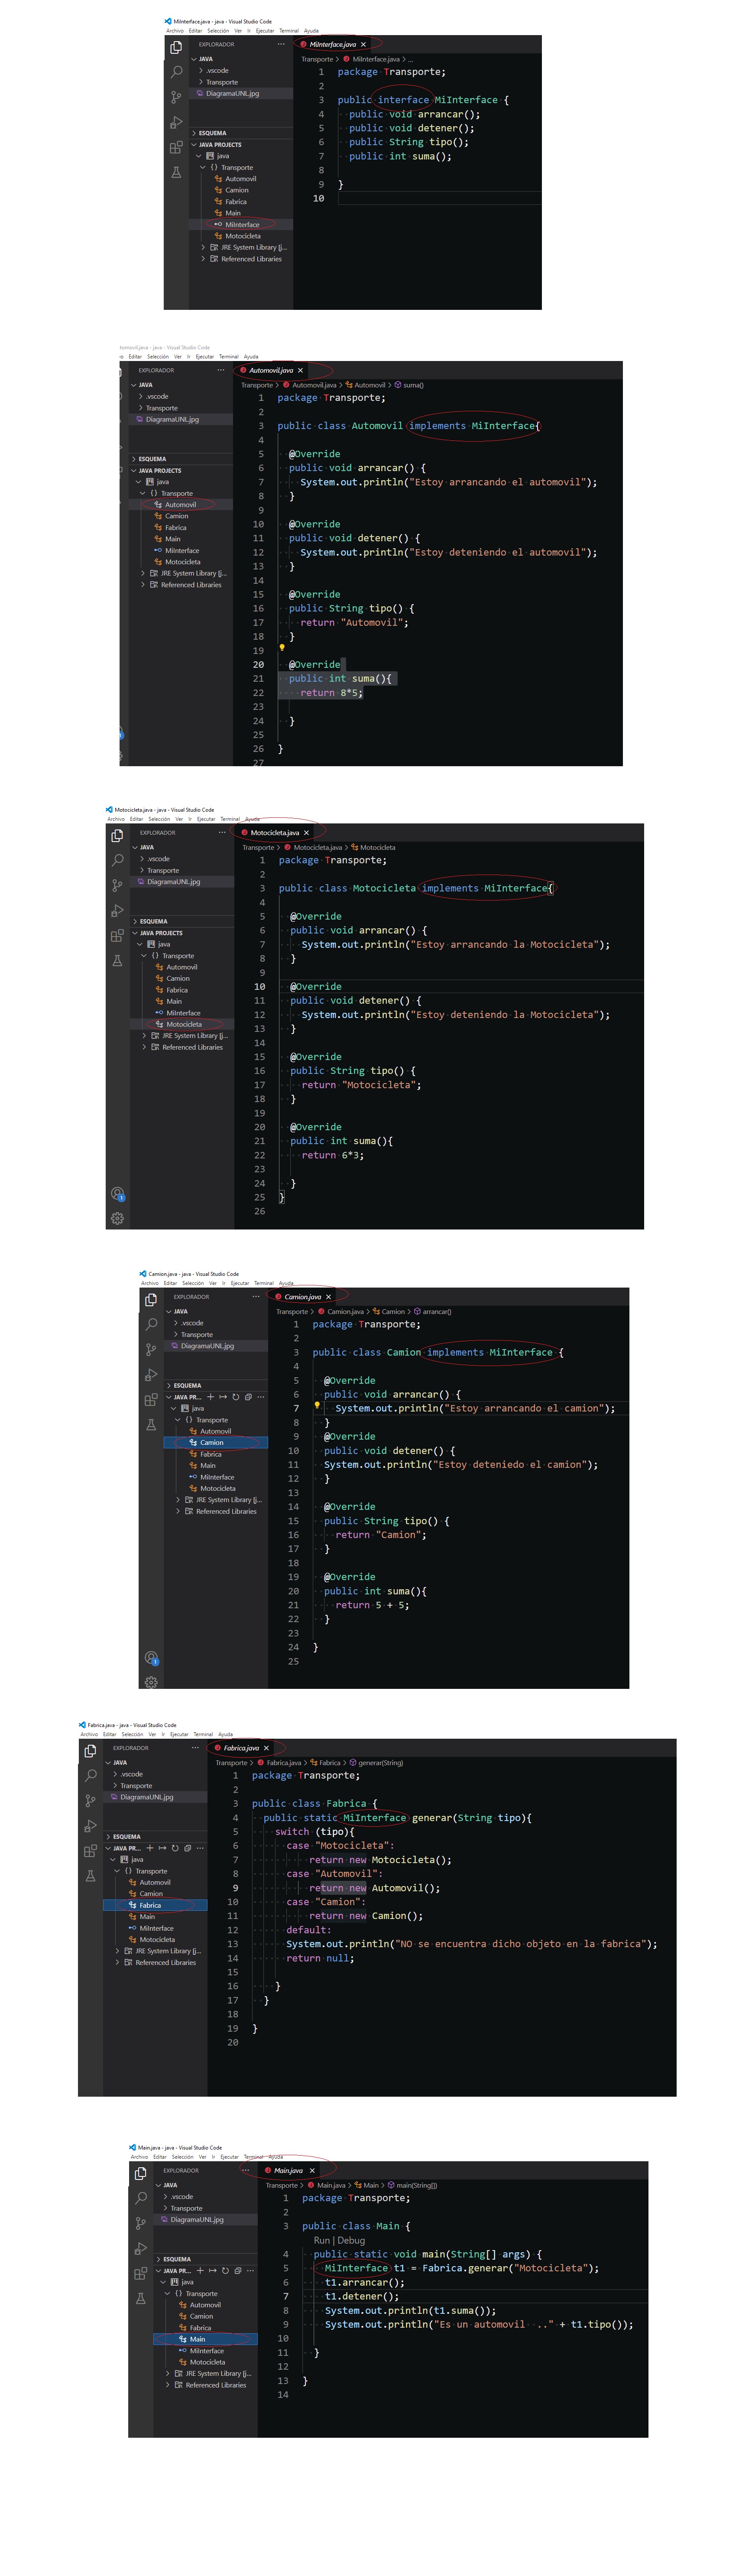 MiInterface.java - java - Visual Studio Code
Archivo Editar Selección Ver Ir Ejecutar Terminal Ayuda
EXPLORADOR ···
JAVA
.vscode
Transporte
DiagramaUNL.jpg
ESQUEMA
JAVA PROJECTS
java
{} Transporte
Automovil
Camion
Fabrica
Main
MiInterface
Motocicleta
JRE System Library [j...
Referenced Libraries
MiInterface.java
Transporte > MiInterface.java > ...
1 package Transporte;
2
3 public interface MiInterface {
4 public void arrancar();
5 public void detener();
6 public String tipo();
7 public int suma();
8
9 }
10
tomovil.java - java - Visual Studio Code
o Editar Selección Ver Ir Ejecutar Terminal Ayuda
EXPLORADOR ···
JAVA
.vscode
Transporte
DiagramaUNL.jpg
ESQUEMA
JAVA PROJECTS
java
{} Transporte
Automovil
Camion
Fabrica
Main
MiInterface
Motocicleta
JRE System Library [j...
Referenced Libraries
Automovil.java
Transporte > Automovil.java > Automovil > suma()
1 package Transporte;
2
3 public class Automovil implements MiInterface{
4
5 @Override
6 public void arrancar() {
7 System.out.println("Estoy arrancando el automovil");
8 }
9
10 @Override
11 public void detener() {
12 System.out.println("Estoy deteniendo el automovil");
13 }
14
15 @Override
16 public String tipo() {
17 return "Automovil";
18 }
19
20 @Override
21 public int suma(){
22 return 8*5;
23
24 }
25
26 }
27
Motocicleta.java - java - Visual Studio Code
Archivo Editar Selección Ver Ir Ejecutar Terminal Ayuda
EXPLORADOR ···
JAVA
.vscode
Transporte
DiagramaUNL.jpg
ESQUEMA
JAVA PROJECTS
java
{} Transporte
Automovil
Camion
Fabrica
Main
MiInterface
Motocicleta
JRE System Library [j...
Referenced Libraries
1
Motocicleta.java
Transporte > Motocicleta.java > Motocicleta
1 package Transporte;
2
3 public class Motocicleta implements MiInterface{
4
5 @Override
6 public void arrancar() {
7 System.out.println("Estoy arrancando la Motocicleta");
8 }
9
10 @Override
11 public void detener() {
12 System.out.println("Estoy deteniendo la Motocicleta");
13 }
14
15 @Override
16 public String tipo() {
17 return "Motocicleta";
18 }
19
20 @Override
21 public int suma(){
22 return 6*3;
23
24 }
25 }
26
Camion.java - java - Visual Studio Code
Archivo Editar Selección Ver Ir Ejecutar Terminal Ayuda
EXPLORADOR ···
JAVA
.vscode
Transporte
DiagramaUNL.jpg
ESQUEMA
JAVA PR...
java
{} Transporte
Automovil
Camion
Fabrica
Main
MiInterface
Motocicleta
JRE System Library [j...
Referenced Libraries
1
Camion.java
Transporte > Camion.java > Camion > arrancar()
1 package Transporte;
2
3 public class Camion implements MiInterface {
4
5 @Override
6 public void arrancar() {
7 System.out.println("Estoy arrancando el camion");
8 }
9 @Override
10 public void detener() {
11 System.out.println("Estoy deteniedo el camion");
12 }
13
14 @Override
15 public String tipo() {
16 return "Camion";
17 }
18
19 @Override
20 public int suma(){
21 return 5 + 5;
22 }
23
24 }
25
Fabrica.java - java - Visual Studio Code
Archivo Editar Selección Ver Ir Ejecutar Terminal Ayuda
EXPLORADOR ···
JAVA
.vscode
Transporte
DiagramaUNL.jpg
ESQUEMA
JAVA PR...
java
{} Transporte
Automovil
Camion
Fabrica
Main
MiInterface
Motocicleta
JRE System Library [j...
Referenced Libraries
Fabrica.java
Transporte > Fabrica.java > Fabrica > generar(String)
1 package Transporte;
2
3 public class Fabrica {
4 public static MiInterface generar(String tipo){
5 switch (tipo){
6 case "Motocicleta":
7 return new Motocicleta();
8 case "Automovil":
9 return new Automovil();
10 case "Camion":
11 return new Camion();
12 default:
13 System.out.println("NO se encuentra dicho objeto en la fabrica");
14 return null;
15
16 }
17 }
18
19 }
20
Main.java - java - Visual Studio Code
Archivo Editar Selección Ver Ir Ejecutar Terminal Ayuda
EXPLORADOR ···
JAVA
.vscode
Transporte
DiagramaUNL.jpg
ESQUEMA
JAVA PR...
java
{} Transporte
Automovil
Camion
Fabrica
Main
MiInterface
Motocicleta
JRE System Library [j...
Referenced Libraries
Main.java
Transporte > Main.java > Main > main(String[])
1 package Transporte;
2
3 public class Main {
Run | Debug
4 public static void main(String[] args) {
5 MiInterface t1 = Fabrica.generar("Motocicleta");
6 t1.arrancar();
7 t1.detener();
8 System.out.println(t1.suma());
9 System.out.println("Es un automovil .." + t1.tipo());
10
11 }
12
13 }
14